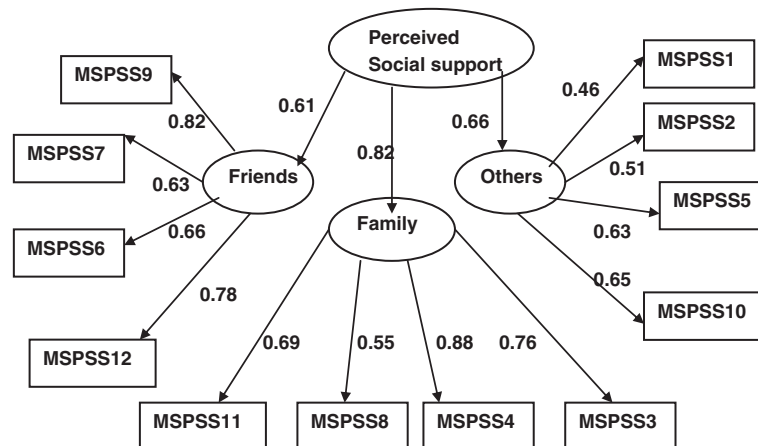 Perceived
Social support
MSPSS9
MSPSS1
0.61
0.46
0.82
0.66
MSPSS2
MSPSS7
0.82
0.51
0.63
Friends
Others
MSPSS5
0.66
Family
0.63
MSPSS6
0.78
0.65
MSPSS10
MSPSS12
0.69
0.55
0.88
0.76
MSPSS11
MSPSS8
MSPSS4
MSPSS3